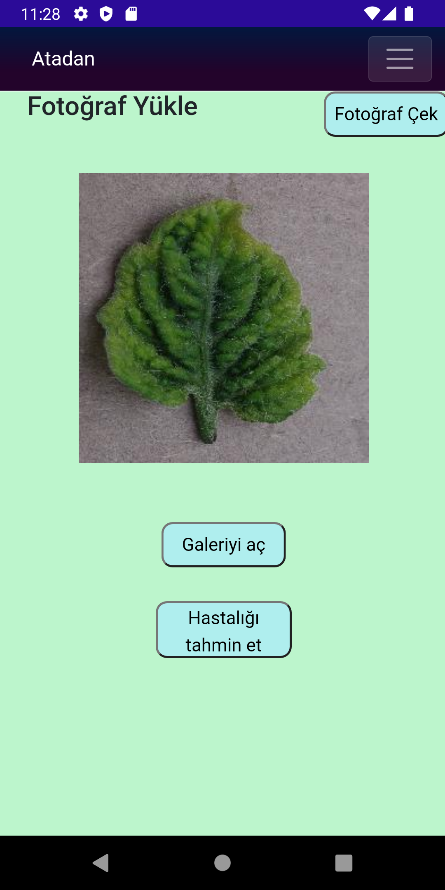 11:28
Atadan
Fotoğraf Yükle
Fotoğraf Çek
Galeriyi aç
Hastalığı
tahmin et